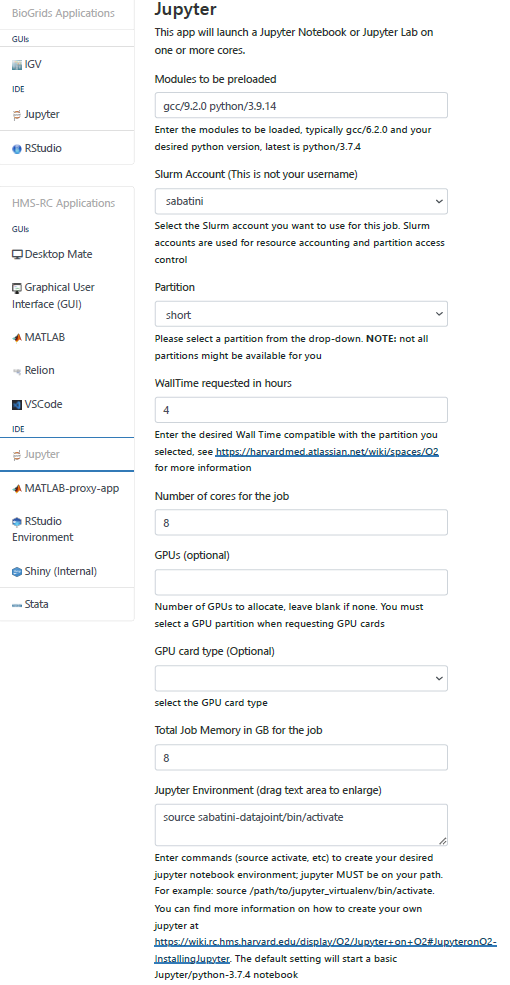 BioGrids Applications
GUIs
IGV
IDE
Jupyter
RStudio
HMS-RC Applications
GUIs
Desktop Mate
Graphical User
Interface (GUI)
MATLAB
Relion
VSCode
IDE
Jupyter
MATLAB-proxy-app
RStudio
Environment
Shiny (Internal)
Stata
Jupyter
This app will launch a Jupyter Notebook or Jupyter Lab on
one or more cores.
Modules to be preloaded
gcc/9.2.0 python/3.9.14
Enter the modules to be loaded, typically gcc/6.2.0 and your
desired python version, latest is python/3.7.4
Slurm Account (This is not your username)
sabatini
Select the Slurm account you want to use for this job. Slurm
accounts are used for resource accounting and partition access
control
Partition
short
Please select a partition from the drop-down. NOTE: not all
partitions might be available for you
WallTime requested in hours
4
Enter the desired Wall Time compatible with the partition you
selected, see https://harvardmed.atlassian.net/wiki/spaces/O2
for more information
Number of cores for the job
8
GPUs (optional)
Number of GPUs to allocate, leave blank if none. You must
select a GPU partition when requesting GPU cards
GPU card type (Optional)
select the GPU card type
Total Job Memory in GB for the job
8
Jupyter Environment (drag text area to enlarge)
source sabatini-datajoint/bin/activate
Enter commands (source activate, etc) to create your desired
jupyter notebook environment; jupyter MUST be on your path.
For example: source /path/to/jupyter_virtualenv/bin/activate.
You can find more information on how to create your own
jupyter at
https://wiki.rc.hms.harvard.edu/display/O2/Jupyter+on+O2#JupyteronO2-
InstallingJupyter. The default setting will start a basic
Jupyter/python-3.7.4 notebook